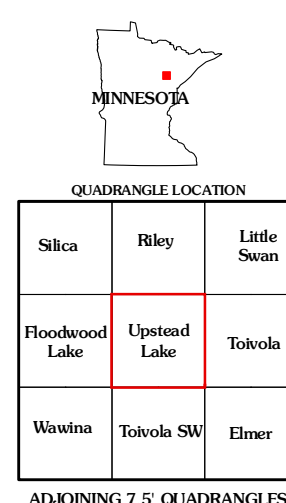 MINNESOTA
QUADRANGLE LOCATION
Silica
Riley
Little
Swan
Floodwood
Lake
Upstead
Lake
Toivola
Wawina
Toivola SW
Elmer
ADJOINING 7.5' QUADRANGLES